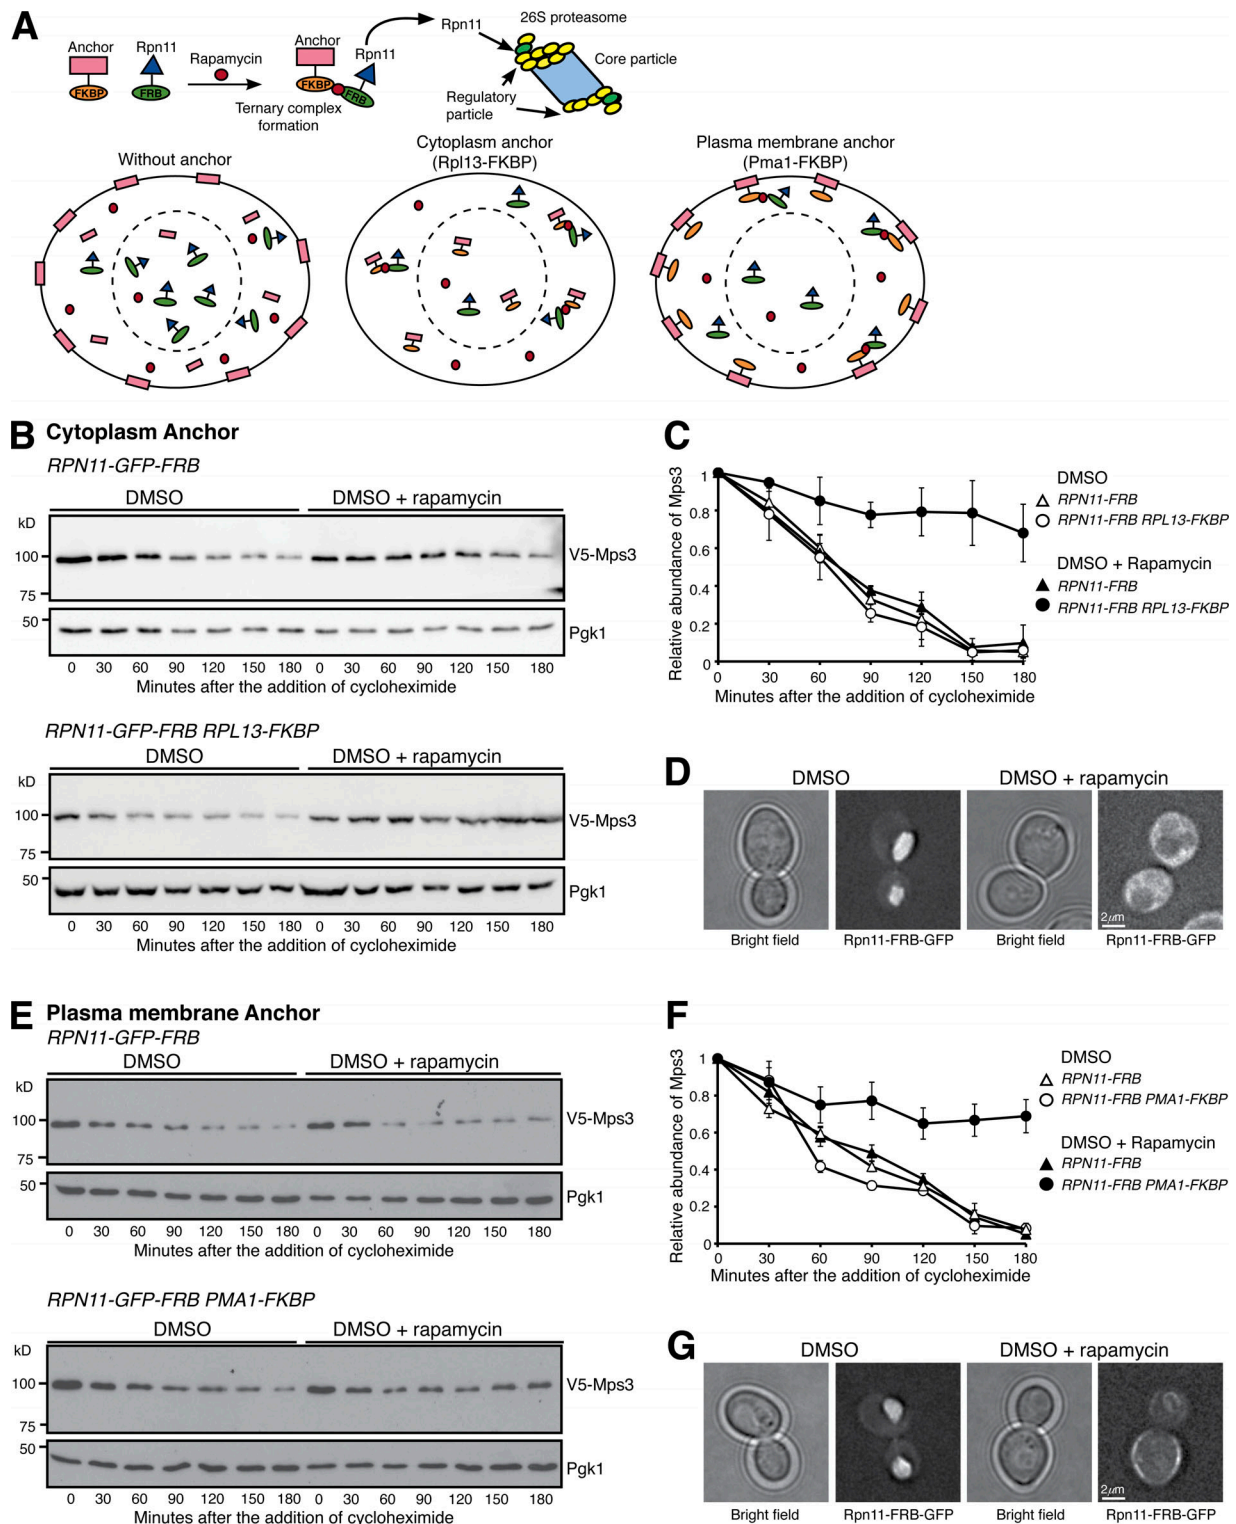 A
Anchor
Rpn11
Rapamycin
FKBP
FRB
Ternary complex
formation
Anchor
Rpn11
FKBP
FRB
Rpn11
26S proteasome
Core particle
Regulatory
particle
Without anchor
Cytoplasm anchor
(Rpl13-FKBP)
Plasma membrane anchor
(Pma1-FKBP)
B Cytoplasm Anchor
RPN11-GFP-FRB
DMSO DMSO + rapamycin
kD
100
75
V5-Mps3
50
Pgk1
0 30 60 90 120 150 180 0 30 60 90 120 150 180
Minutes after the addition of cycloheximide
RPN11-GFP-FRB RPL13-FKBP
DMSO DMSO + rapamycin
kD
100
75
V5-Mps3
50
Pgk1
0 30 60 90 120 150 180 0 30 60 90 120 150 180
Minutes after the addition of cycloheximide
C
Relative abundance of Mps3
1
0.8
0.6
0.4
0.2
0
0 30 60 90 120 150 180
Minutes after the addition of cycloheximide
DMSO
RPN11-FRB
RPN11-FRB RPL13-FKBP
DMSO + Rapamycin
RPN11-FRB
RPN11-FRB RPL13-FKBP
D
DMSO DMSO + rapamycin
2μm
Bright field Rpn11-FRB-GFP Bright field Rpn11-FRB-GFP
E Plasma membrane Anchor
RPN11-GFP-FRB
DMSO DMSO + rapamycin
kD
100
75
V5-Mps3
50
Pgk1
0 30 60 90 120 150 180 0 30 60 90 120 150 180
Minutes after the addition of cycloheximide
RPN11-GFP-FRB PMA1-FKBP
DMSO DMSO + rapamycin
kD
100
75
V5-Mps3
50
Pgk1
0 30 60 90 120 150 180 0 30 60 90 120 150 180
Minutes after the addition of cycloheximide
F
Relative abundance of Mps3
1
0.8
0.6
0.4
0.2
0
0 30 60 90 120 150 180
Minutes after the addition of cycloheximide
DMSO
RPN11-FRB
RPN11-FRB PMA1-FKBP
DMSO + Rapamycin
RPN11-FRB
RPN11-FRB PMA1-FKBP
G
DMSO DMSO + rapamycin
2μm
Bright field Rpn11-FRB-GFP Bright field Rpn11-FRB-GFP